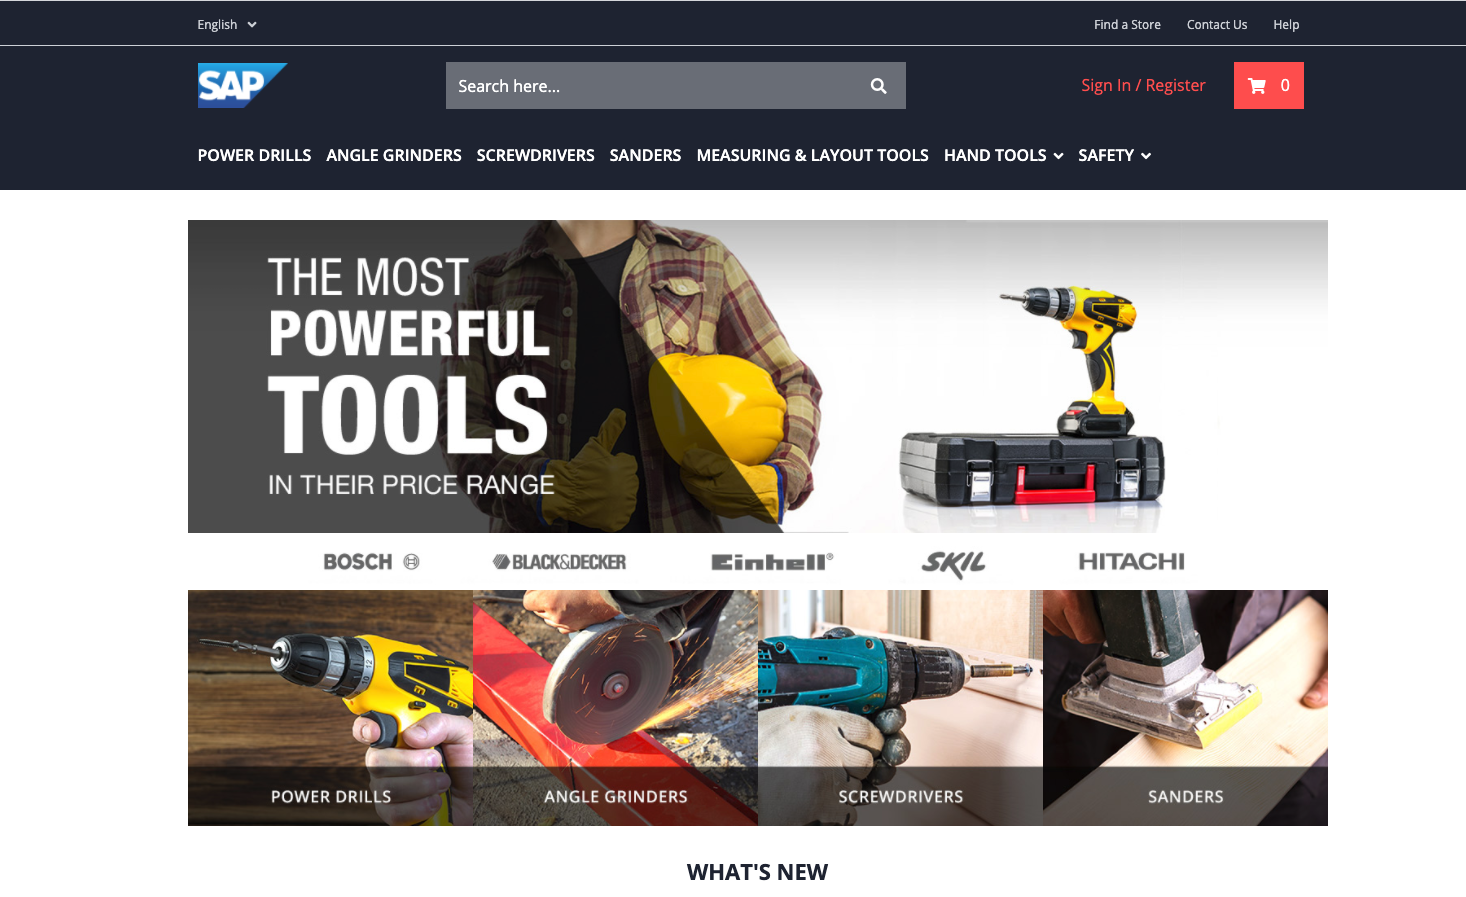 English
Find a Store
Contact Us
Help
SAP
Search here...
Sign In / Register
0
POWER DRILLS
ANGLE GRINDERS
SCREWDRIVERS
SANDERS
MEASURING & LAYOUT TOOLS
HAND TOOLS
SAFETY
THE MOST
POWERFUL
TOOLS
IN THEIR PRICE RANGE
BOSCH
BLACK&DECKER
Einhell®
SKIL
HITACHI
POWER DRILLS
ANGLE GRINDERS
SCREWDRIVERS
SANDERS
WHAT'S NEW